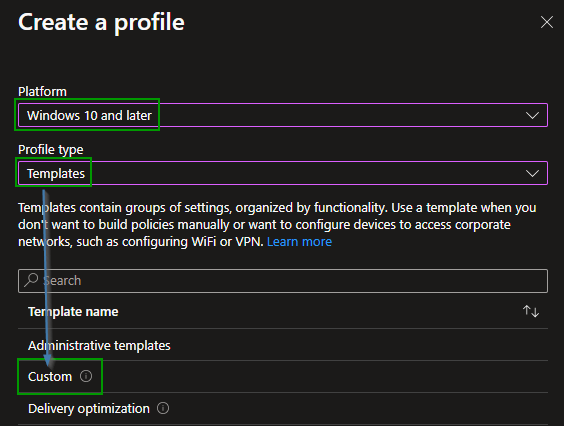 Create a profile
Platform
Windows 10 and later
Profile type
Templates
Templates contain groups of settings, organized by functionality. Use a template when you
don't want to build policies manually or want to configure devices to access corporate
networks, such as configuring WiFi or VPN. Learn more
Search
Template name
Administrative templates
Custom
Delivery optimization